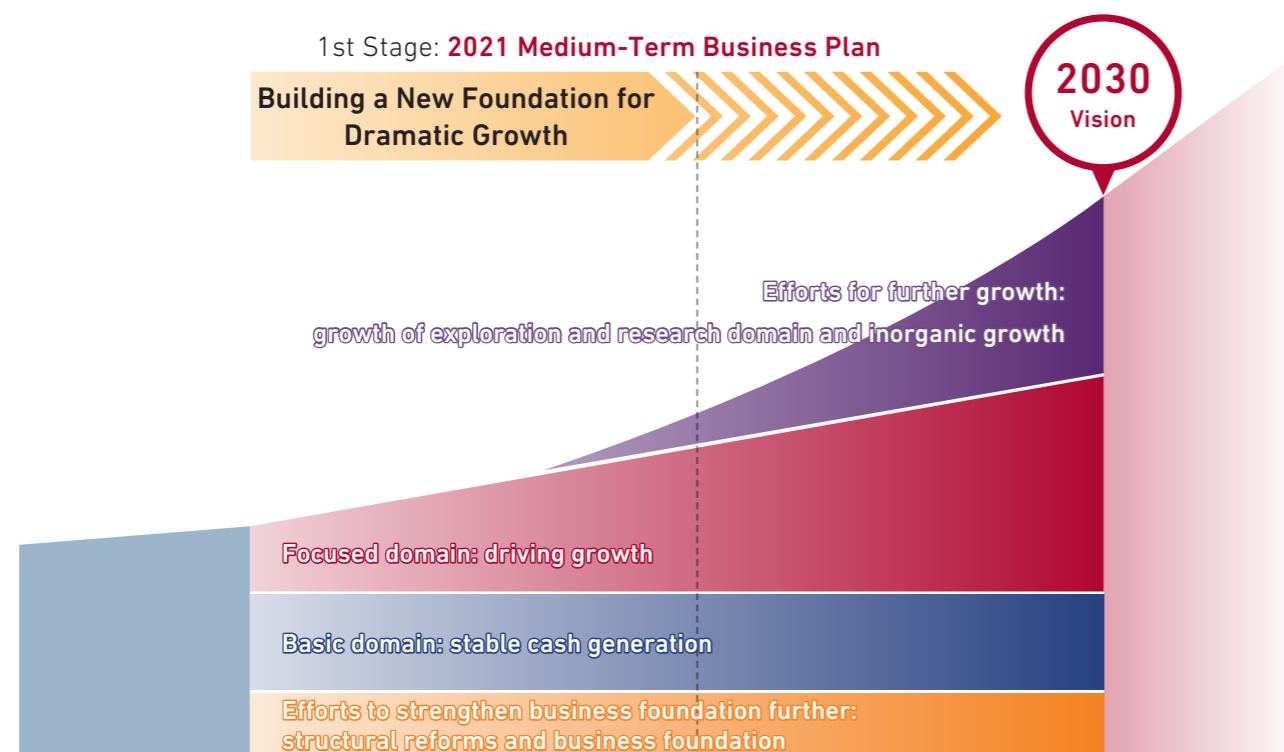 1st Stage: 2021 Medium-Term Business Plan
Building a New Foundation for
Dramatic Growth
2030
Vision
Efforts for further growth:
growth of exploration and research domain and inorganic growth
Focused domain: driving growth
Basic domain: stable cash generation
Efforts to strengthen business foundation further:
structural reforms and business foundation